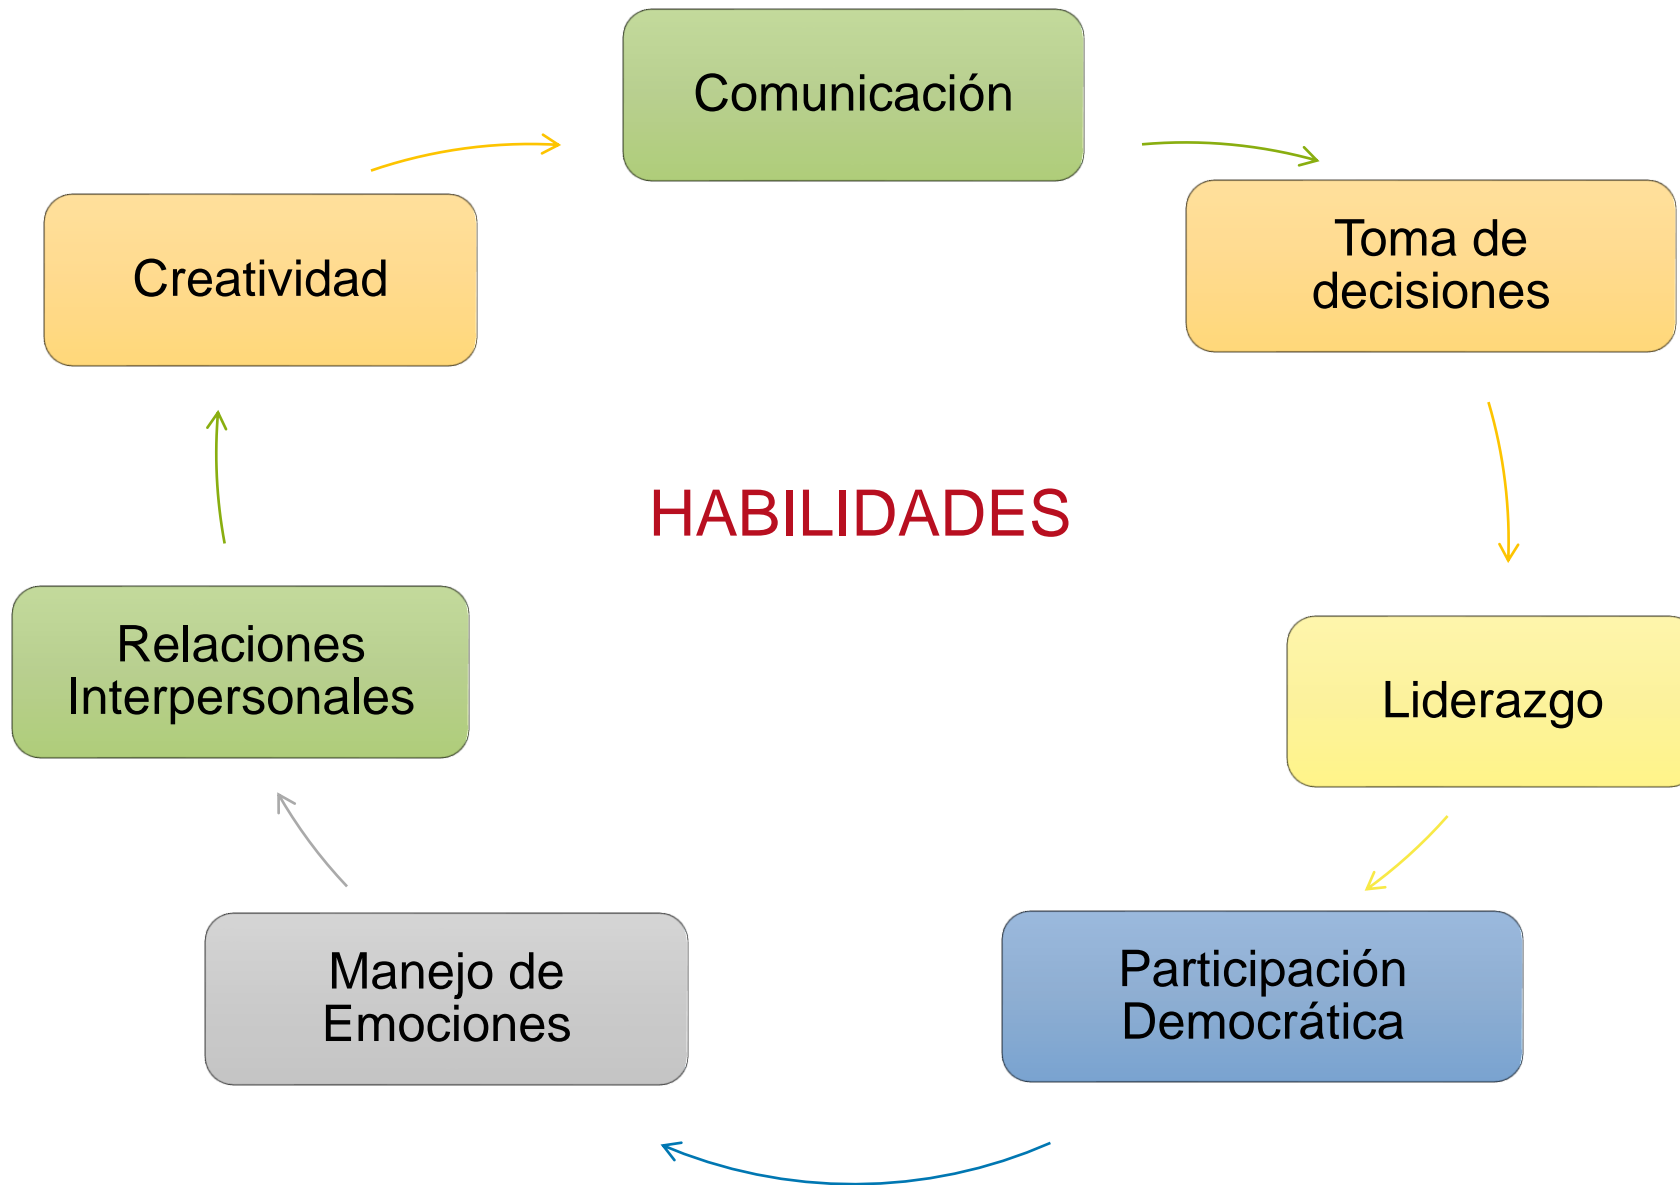 Comunicación
Toma de
decisiones
Liderazgo
Participación
Democrática
Manejo de
Emociones
Relaciones
Interpersonales
Creatividad
HABILIDADES